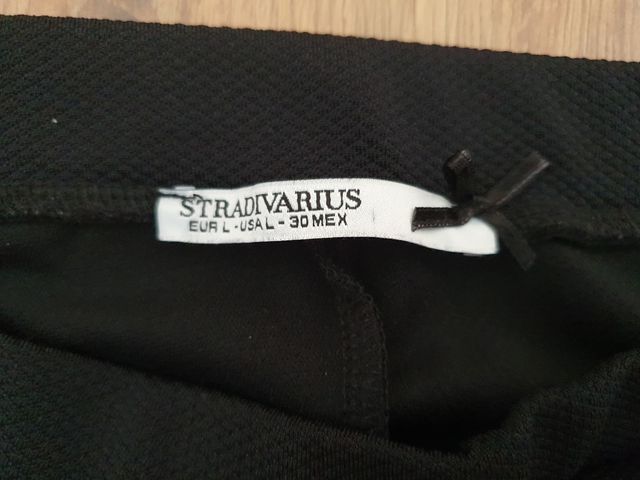 STRADIVARIUS
EUR L - USA L - 30 MEX